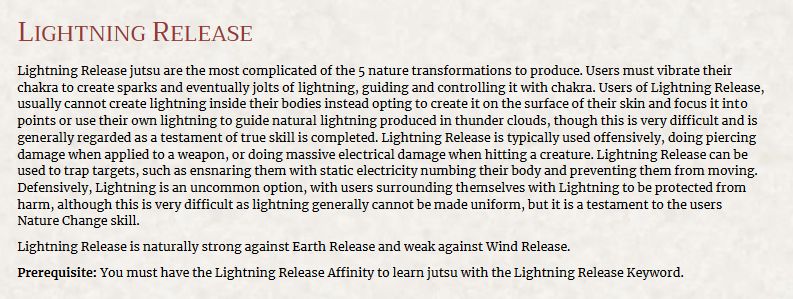 Lightning Release
Lightning Release jutsu are the most complicated of the 5 nature transformations to produce. Users must vibrate their
chakra to create sparks and eventually jolts of lightning, guiding and controlling it with chakra. Users of Lightning Release,
usually cannot create lightning inside their bodies instead opting to create it on the surface of their skin and focus it into
points or use their own lightning to guide natural lightning produced in thunder clouds, though this is very difficult and is
generally regarded as a testament of true skill is completed. Lightning Release is typically used offensively, doing piercing
damage when applied to a weapon, or doing massive electrical damage when hitting a creature. Lightning Release can be
used to trap targets, such as ensnaring them with static electricity numbing their body and preventing them from moving.
Defensively, Lightning is an uncommon option, with users surrounding themselves with Lightning to be protected from
harm, although this is very difficult as lightning generally cannot be made uniform, but it is a testament to the users
Nature Change skill.
Lightning Release is naturally strong against Earth Release and weak against Wind Release.
Prerequisite: You must have the Lightning Release Affinity to learn jutsu with the Lightning Release Keyword.